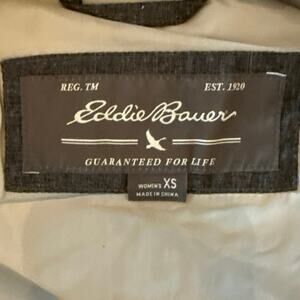 REG. TM EST. 1920
Eddie Bauer
GUARANTEED FOR LIFE
WOMEN'S XS
MADE IN CHINA